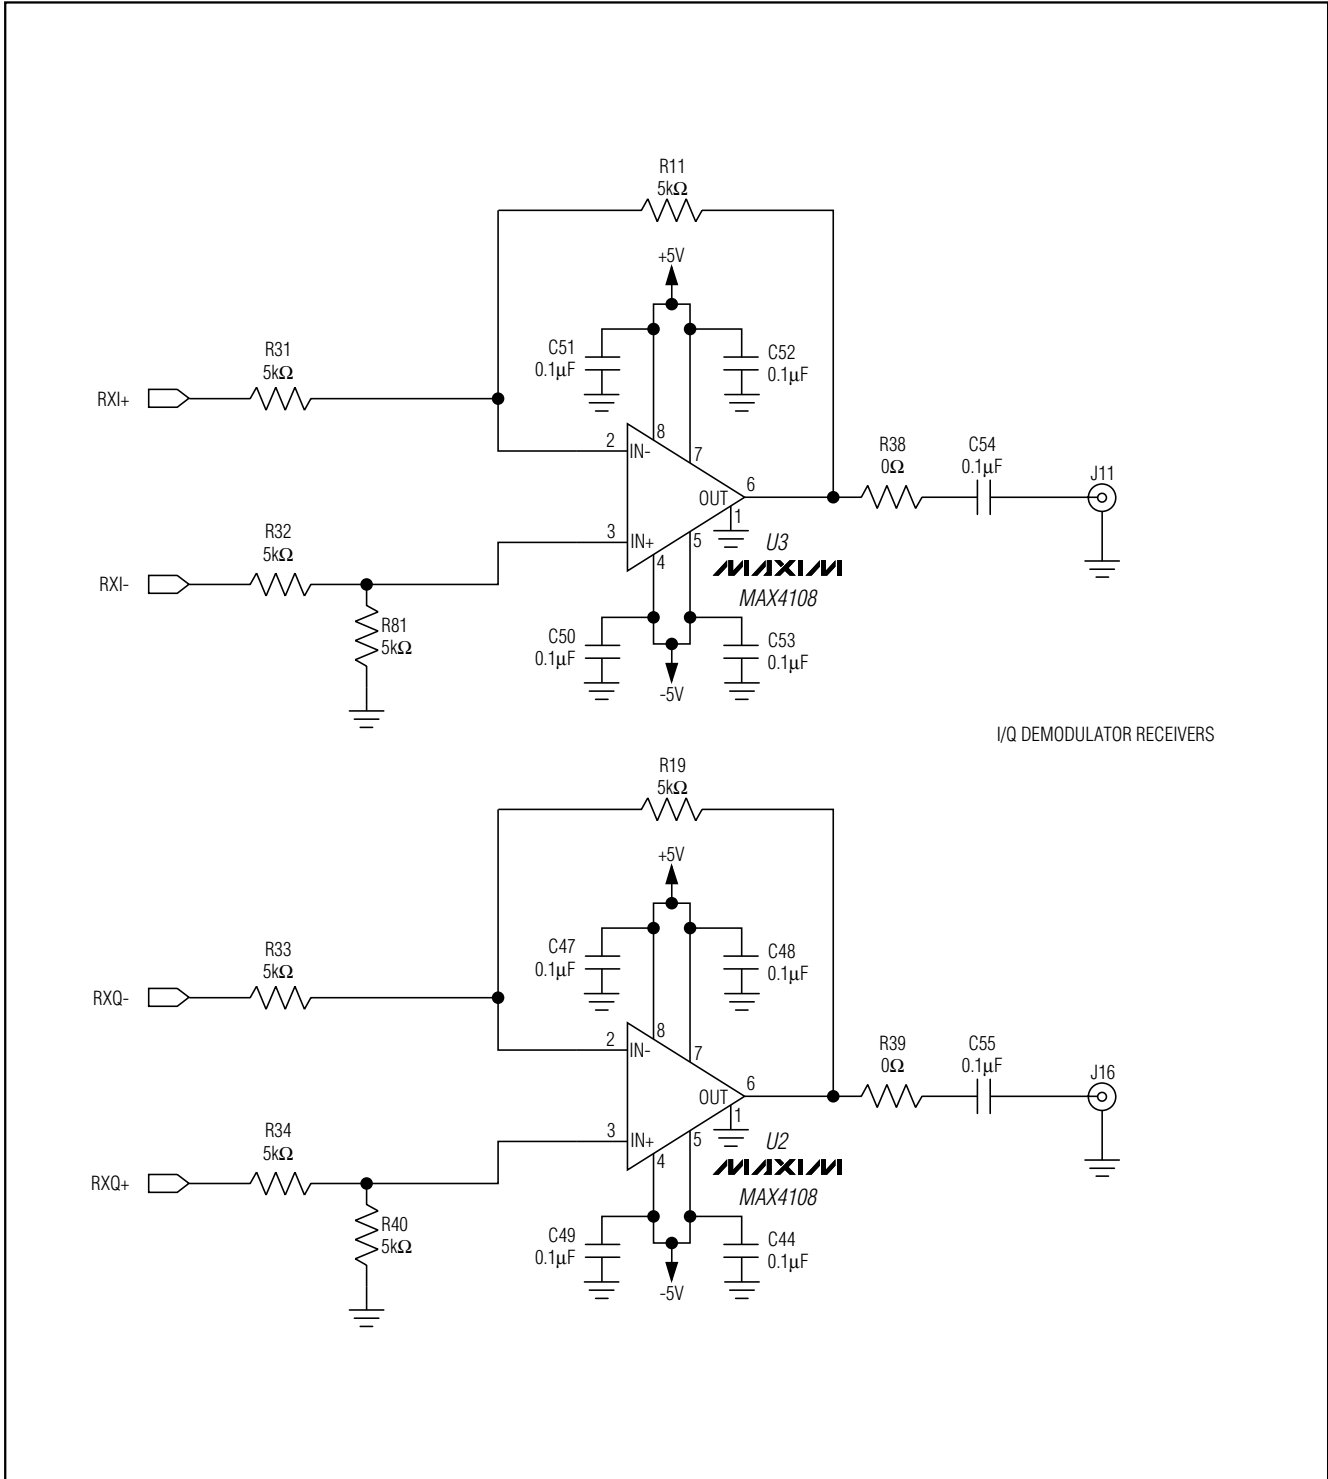 R11
5kΩ
+5V
C51
0.1µF
C52
0.1µF
R31
5kΩ
RXI+
8
2
IN-
7
R38
0Ω
C54
0.1µF
J11
6
OUT
1
R32
5kΩ
3
IN+
5
4
U3
MAXIM
MAX4108
RXI-
R81
5kΩ
C50
0.1µF
C53
0.1µF
-5V
I/Q DEMODULATOR RECEIVERS
R19
5kΩ
+5V
C47
0.1µF
C48
0.1µF
R33
5kΩ
RXQ-
8
2
IN-
7
R39
0Ω
C55
0.1µF
J16
6
OUT
1
R34
5kΩ
3
IN+
5
4
U2
MAXIM
MAX4108
RXQ+
R40
5kΩ
C49
0.1µF
C44
0.1µF
-5V